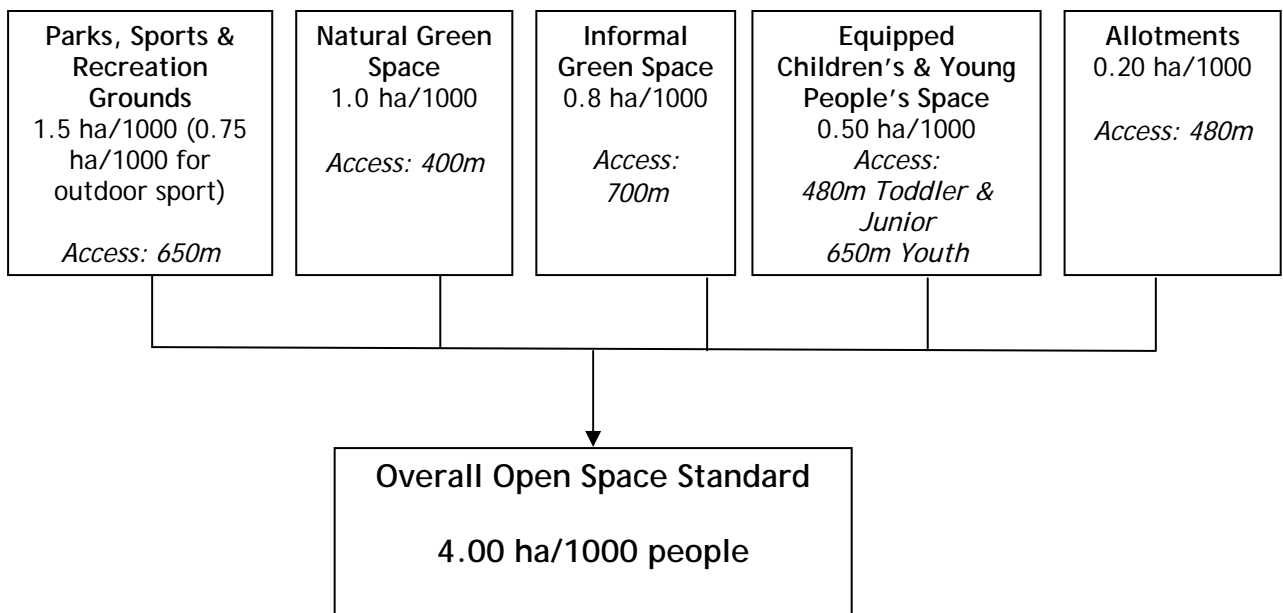 Parks, Sports &
Recreation
Grounds
1.5 ha/1000 (0.75
ha/1000 for
outdoor sport)
Access: 650m
Natural Green
Space
1.0 ha/1000
Access: 400m
Informal
Green Space
0.8 ha/1000
Access:
700m
Equipped
Children's & Young
People's Space
0.50 ha/1000
Access:
480m Toddler &
Junior
650m Youth
Allotments
0.20 ha/1000
Access: 480m
Overall Open Space Standard
4.00 ha/1000 people